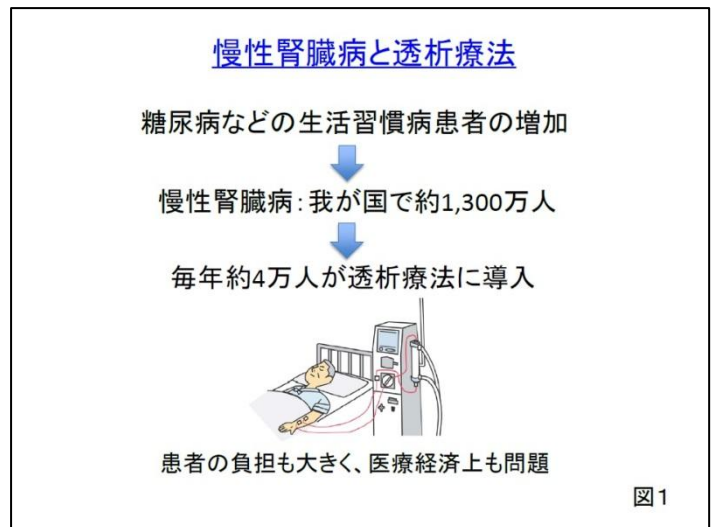 慢性腎臓病と透析療法
糖尿病などの生活習慣病患者の増加
慢性腎臓病：我が国で約1,300万人
毎年約4万人が透析療法に導入
患者の負担も大きく、医療経済上も問題
図1